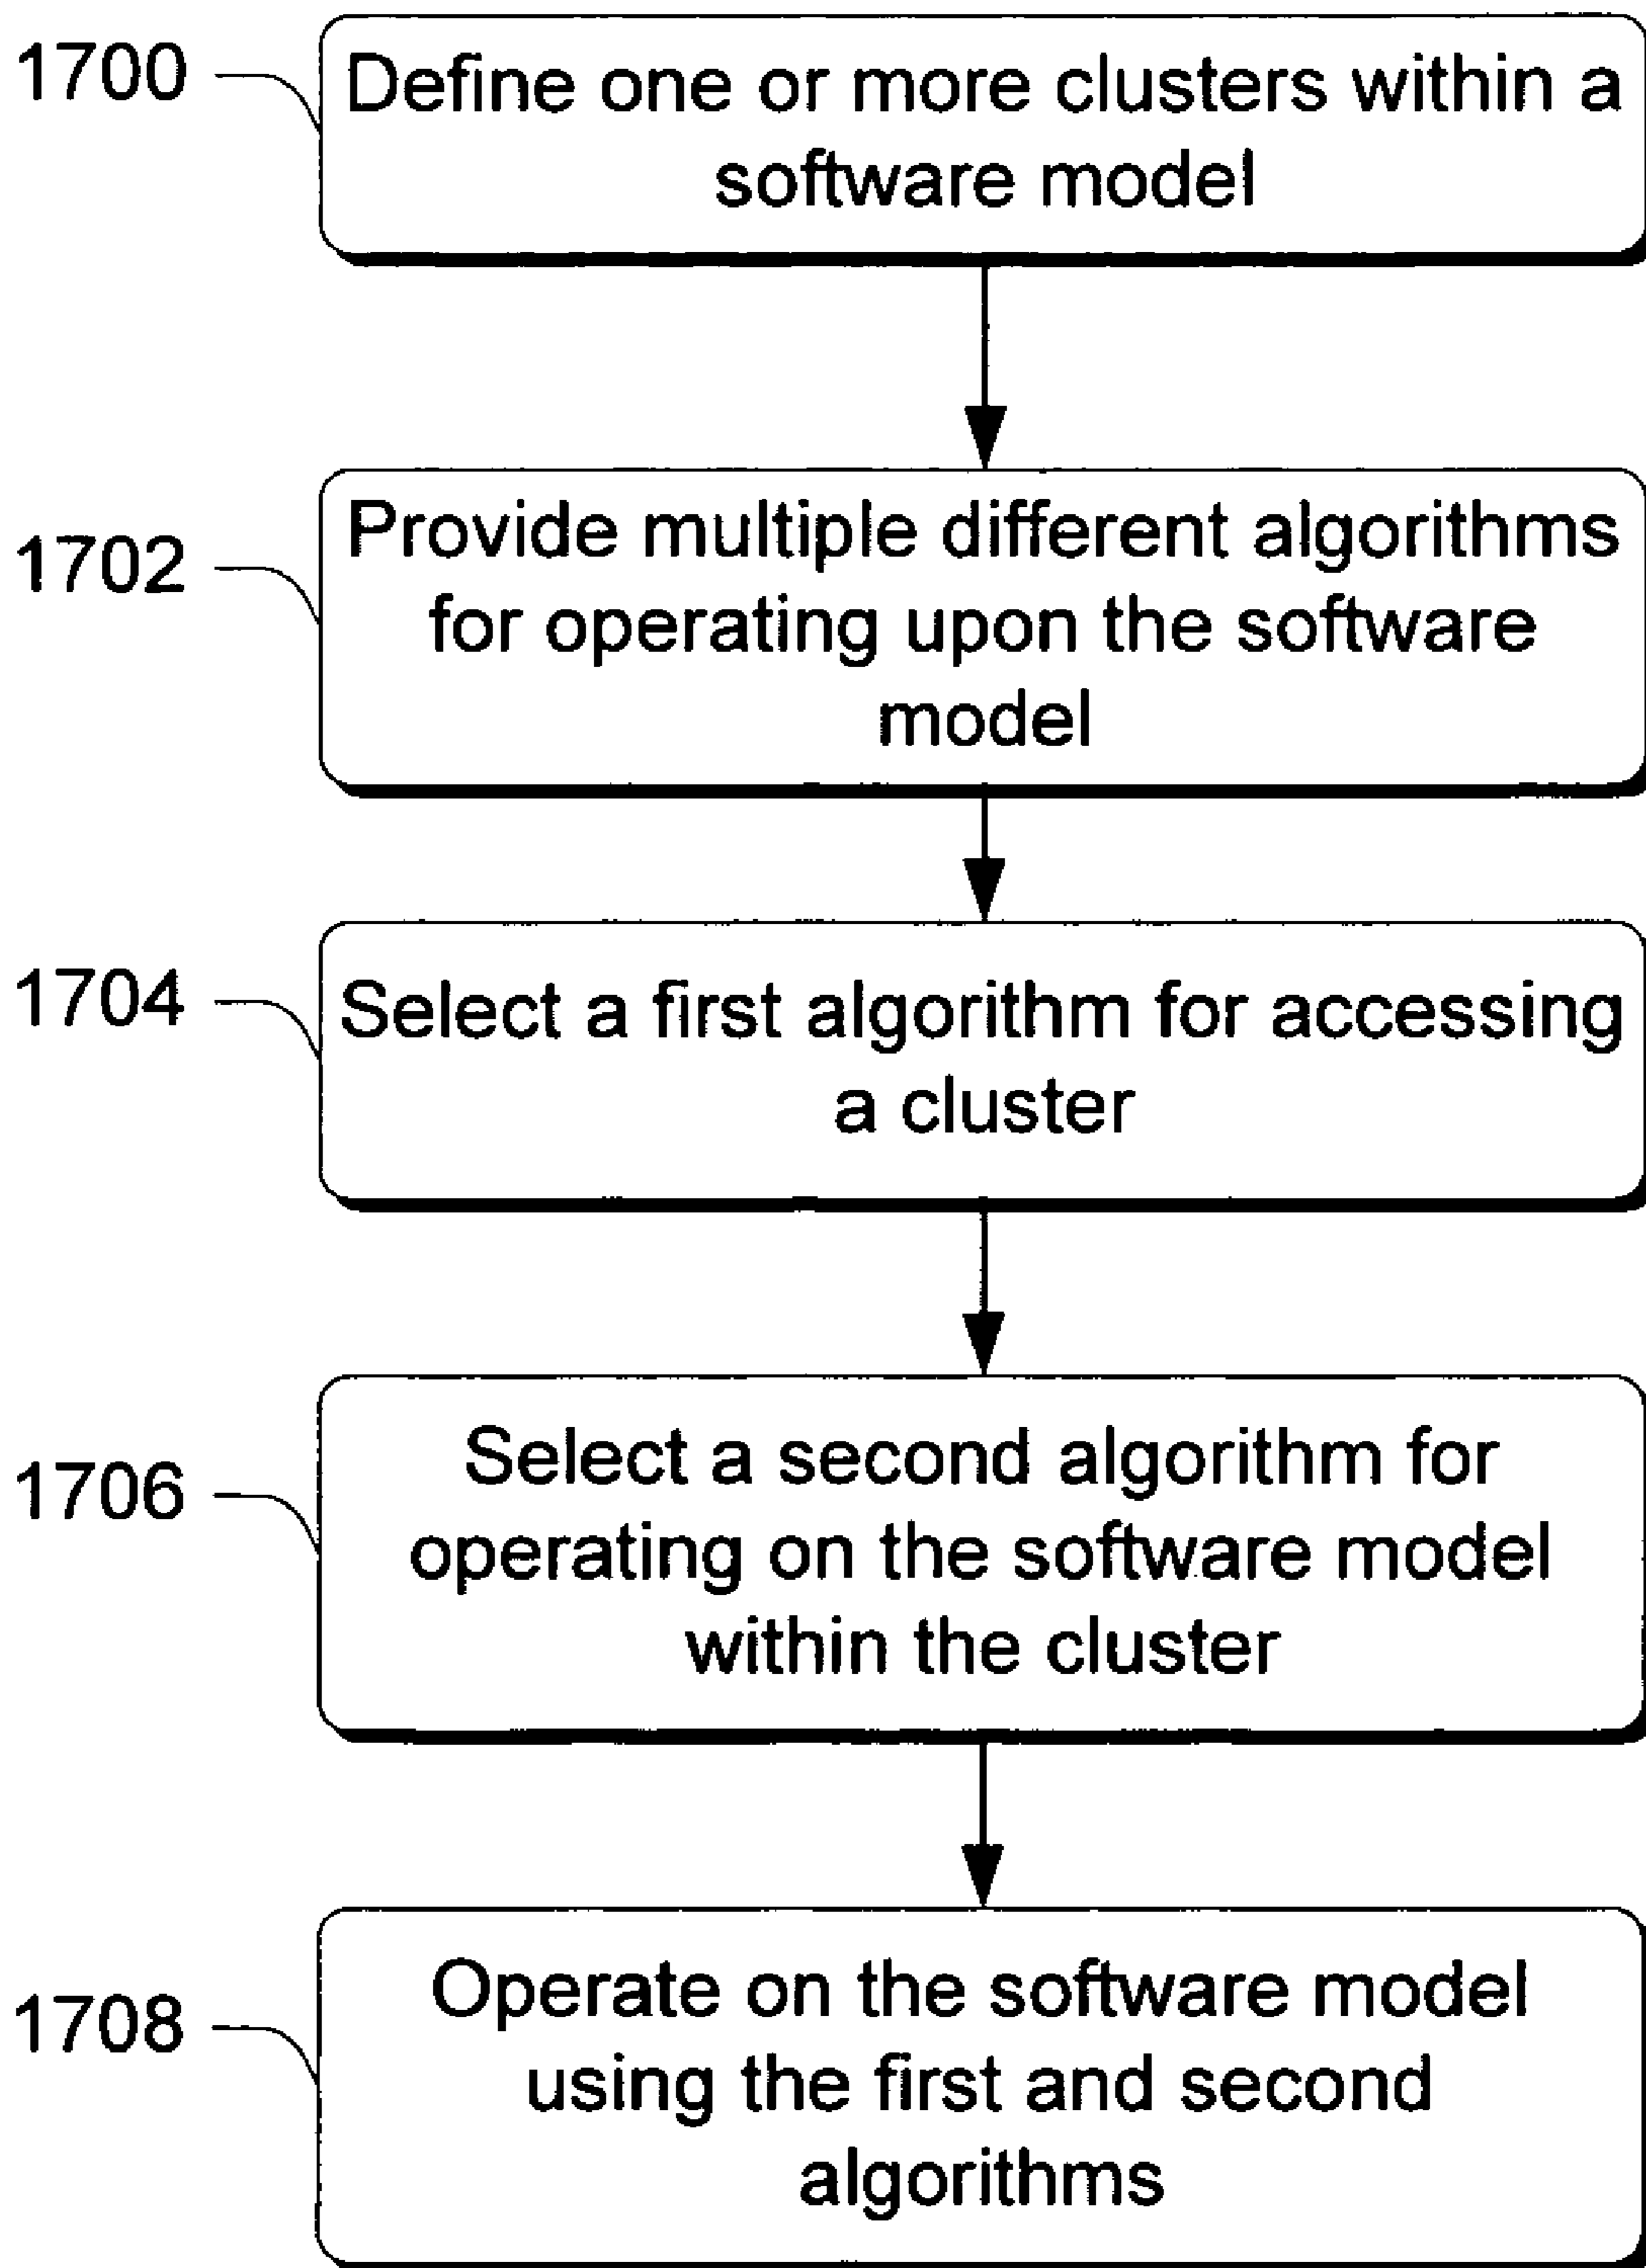 1700
Define one or more clusters within a
software model
1702
Provide multiple different algorithms
for operating upon the software
model
1704
Select a first algorithm for accessing
a cluster
1706
Select a second algorithm for
operating on the software model
within the cluster
1708
Operate on the software model
using the first and second
algorithms